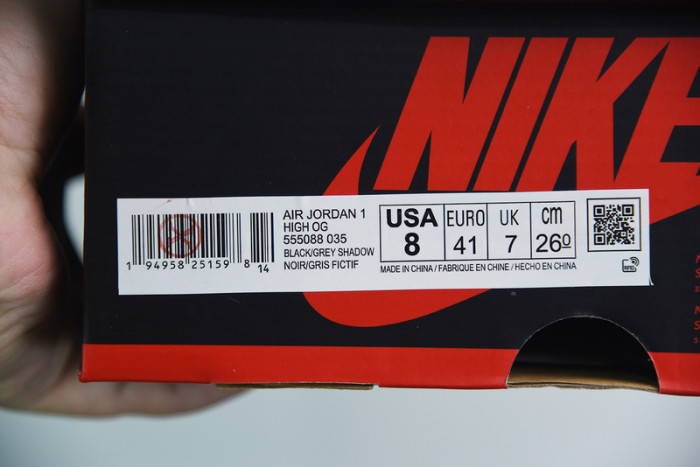 NIKE
AIR JORDAN 1
HIGH OG
555088 035
BLACK/GREY SHADOW
NOIR/GRIS FICTIF
1 94958 25159 8 14
USA EURO UK cm
8 41 7 26.0
MADE IN CHINA / FABRIQUE EN CHINE / HECHO EN CHINA